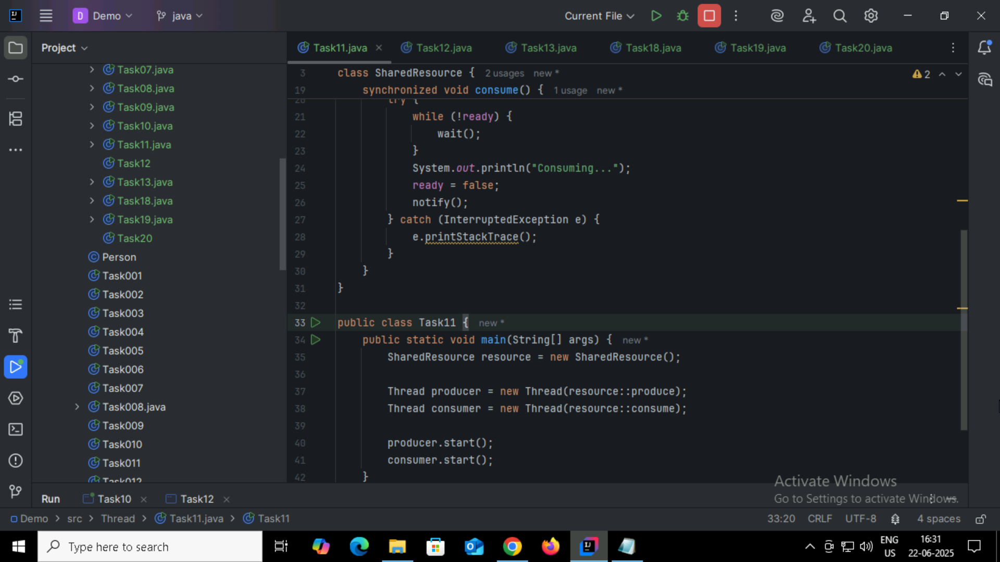 D Demo java Current File
Project
Task11.java Task12.java Task13.java Task18.java Task19.java Task20.java
Task07.java
Task08.java
Task09.java
Task10.java
Task11.java
Task12
Task13.java
Task18.java
Task19.java
Task20
Person
Task001
Task002
Task003
Task004
Task005
Task006
Task007
Task008.java
Task009
Task010
Task011
Task012
3 class SharedResource { 2 usages new *
19 synchronized void consume() { 1 usage new *
2
20 try {
21 while (!ready) {
22 wait();
23 }
24 System.out.println("Consuming...");
25 ready = false;
26 notify();
27 } catch (InterruptedException e) {
28 e.printStackTrace();
29 }
30 }
31 }
32
33 public class Task11 { new *
34 public static void main(String[] args) { new *
35 SharedResource resource = new SharedResource();
36
37 Thread producer = new Thread(resource::produce);
38 Thread consumer = new Thread(resource::consume);
39
40 producer.start();
41 consumer.start();
42 }
Activate Windows
Go to Settings to activate Windows.
Run Task10 Task12
Demo > src > Thread > Task11.java > Task11 33:20 CRLF UTF-8 4 spaces
Type here to search
ENG
US
16:31
22-06-2025